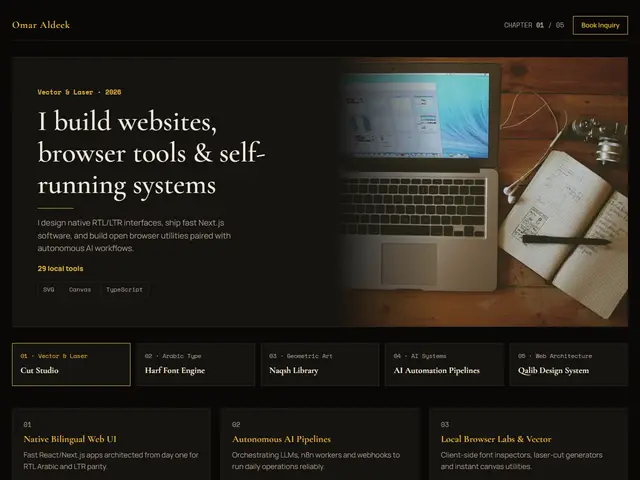 Omar Aldeek
CHAPTER 01 / 05
Book Inquiry
Vector & Laser · 2026
I build websites,
browser tools & self-
running systems
I design native RTL/LTR interfaces, ship fast Next.js
software, and build open browser utilities paired with
autonomous AI workflows.
29 local tools
SVG
Canvas
TypeScript
01 · Vector & Laser
Cut Studio
02 · Arabic Type
Harf Font Engine
03 · Geometric Art
Naqsh Library
04 · AI Systems
AI Automation Pipelines
05 · Web Architecture
Qalib Design System
01
Native Bilingual Web UI
Fast React/Next.js apps architected from day one for
RTL Arabic and LTR parity.
02
Autonomous AI Pipelines
Orchestrating LLMs, n8n workers and webhooks to
run daily operations reliably.
03
Local Browser Labs & Vector
Client-side font inspectors, laser-cut generators
and instant canvas utilities.